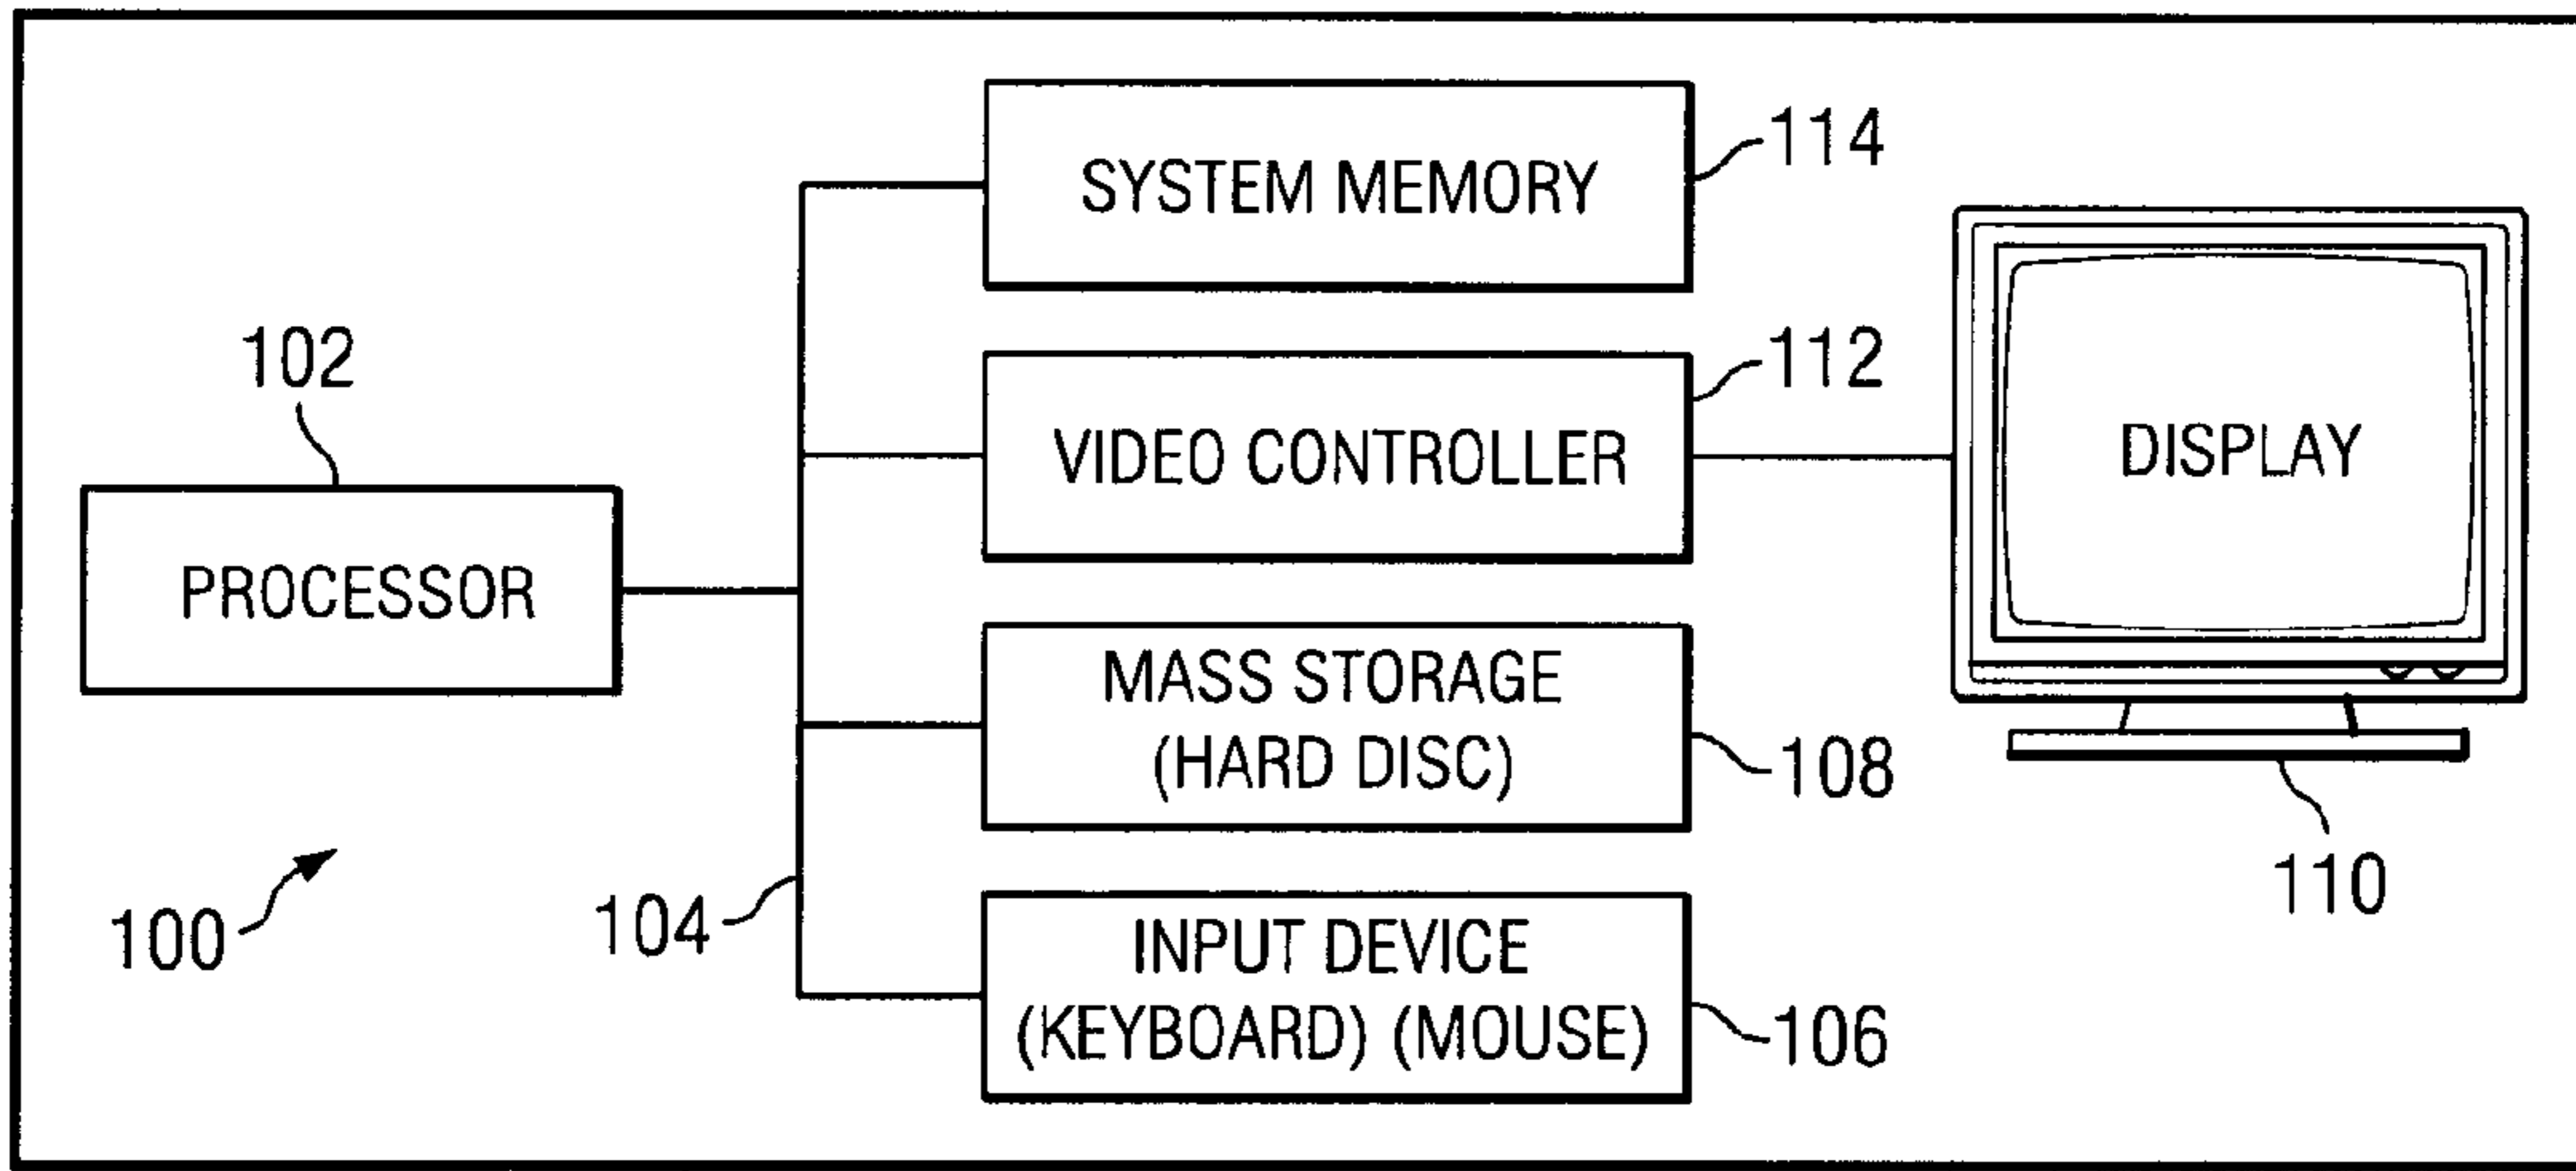 SYSTEM MEMORY
114
102
VIDEO CONTROLLER
112
DISPLAY
PROCESSOR
MASS STORAGE
(HARD DISC)
108
110
100
104
INPUT DEVICE
(KEYBOARD) (MOUSE)
106